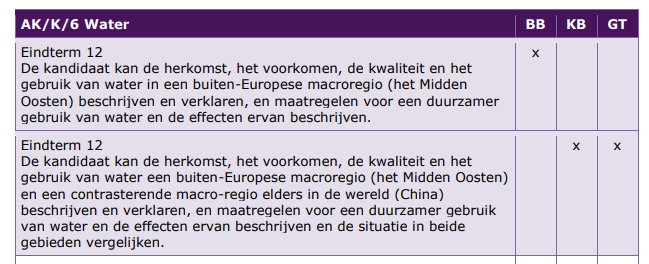 AK/K/6 Water BB KB GT
Eindterm 12 x
De kandidaat kan de herkomst, het voorkomen, de kwaliteit en het
gebruik van water in een buiten-Europese macroregio (het Midden
Oosten) beschrijven en verklaren, en maatregelen voor een duurzamer
gebruik van water en de effecten ervan beschrijven.
Eindterm 12 x x
De kandidaat kan de herkomst, het voorkomen, de kwaliteit en het
gebruik van water een buiten-Europese macroregio (het Midden Oosten)
en een contrasterende macro-regio elders in de wereld (China)
beschrijven en verklaren, en maatregelen voor een duurzamer gebruik
van water en de effecten ervan beschrijven en de situatie in beide
gebieden vergelijken.